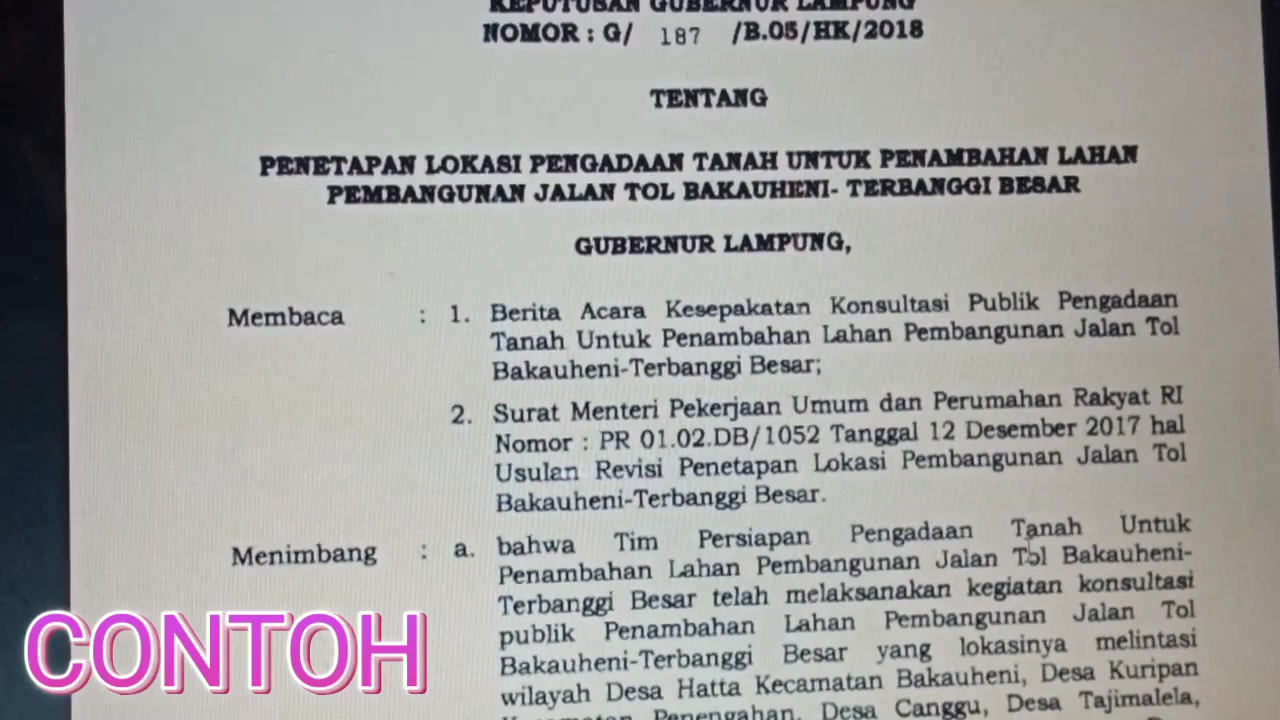 KEPUTUSAN GUBERNUR LAMPUNG
NOMOR : G/ 187 /B.05/HK/2018
TENTANG
PENETAPAN LOKASI PENGADAAN TANAH UNTUK PENAMBAHAN LAHAN
PEMBANGUNAN JALAN TOL BAKAUHENI- TERBANGGI BESAR
GUBERNUR LAMPUNG,
Membaca : 1. Berita Acara Kesepakatan Konsultasi Publik Pengadaan
Tanah Untuk Penambahan Lahan Pembangunan Jalan Tol
Bakauheni-Terbanggi Besar;
2. Surat Menteri Pekerjaan Umum dan Perumahan Rakyat RI
Nomor : PR 01.02.DB/1052 Tanggal 12 Desember 2017 hal
Usulan Revisi Penetapan Lokasi Pembangunan Jalan Tol
Bakauheni-Terbanggi Besar.
Menimbang : a. bahwa Tim Persiapan Pengadaan Tanah Untuk
Penambahan Lahan Pembangunan Jalan Tol Bakauheni-
Terbanggi Besar telah melaksanakan kegiatan konsultasi
publik Penambahan Lahan Pembangunan Jalan Tol
Bakauheni-Terbanggi Besar yang lokasinya melintasi
wilayah Desa Hatta Kecamatan Bakauheni, Desa Kuripan
Kecamatan Penengahan, Desa Canggu, Desa Tajimalela,
CONTOH